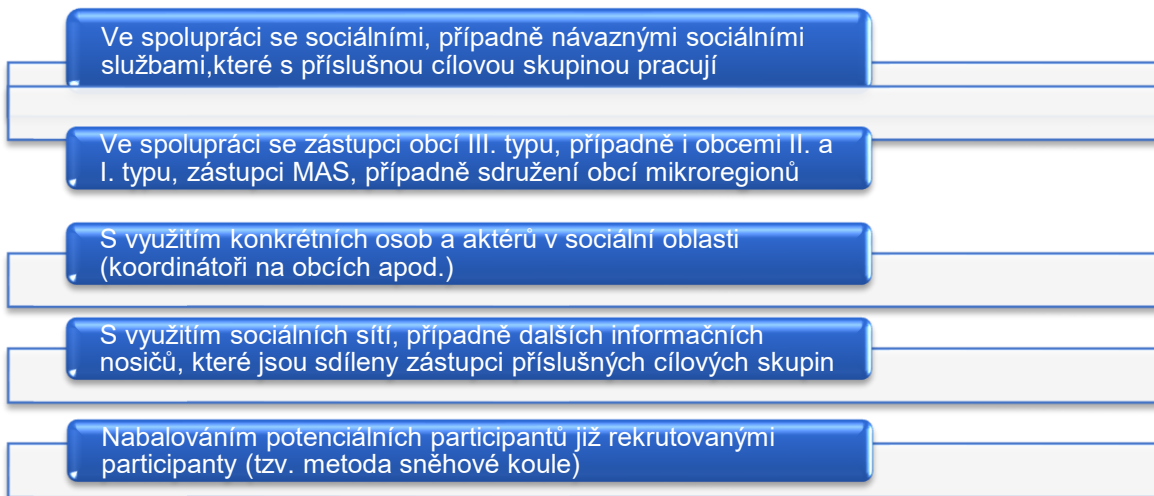 Ve spolupráci se sociálními, případně návaznými sociálními
službami,které s příslušnou cílovou skupinou pracují
Ve spolupráci se zástupci obcí III. typu, případně i obcemi II. a
I. typu, zástupci MAS, případně sdružení obcí mikroregionů
S využitím konkrétních osob a aktérů v sociální oblasti
(koordinátoři na obcích apod.)
S využitím sociálních sítí, případně dalších informačních
nosičů, které jsou sdíleny zástupci příslušných cílových skupin
Nabalováním potenciálních participantů již rekrutovanými
participanty (tzv. metoda sněhové koule)